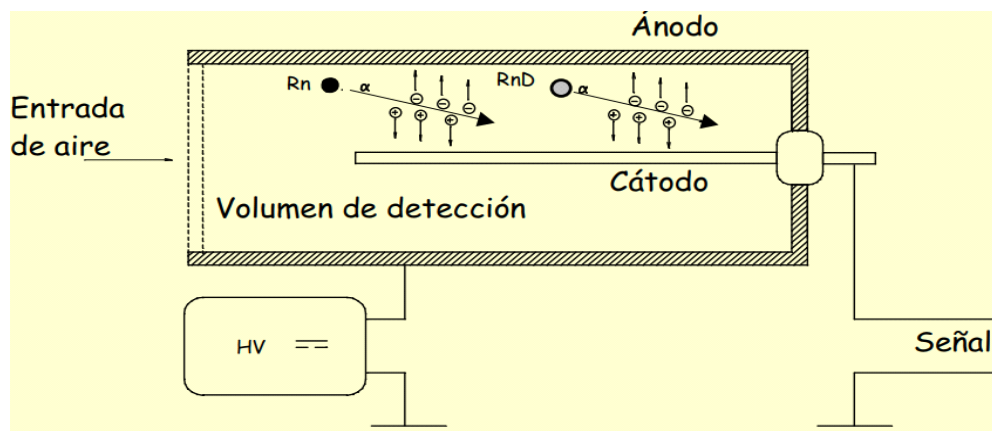 Ánodo
Rn
α
RnD
α
Entrada
de aire
Cátodo
Volumen de detección
HV
Señal